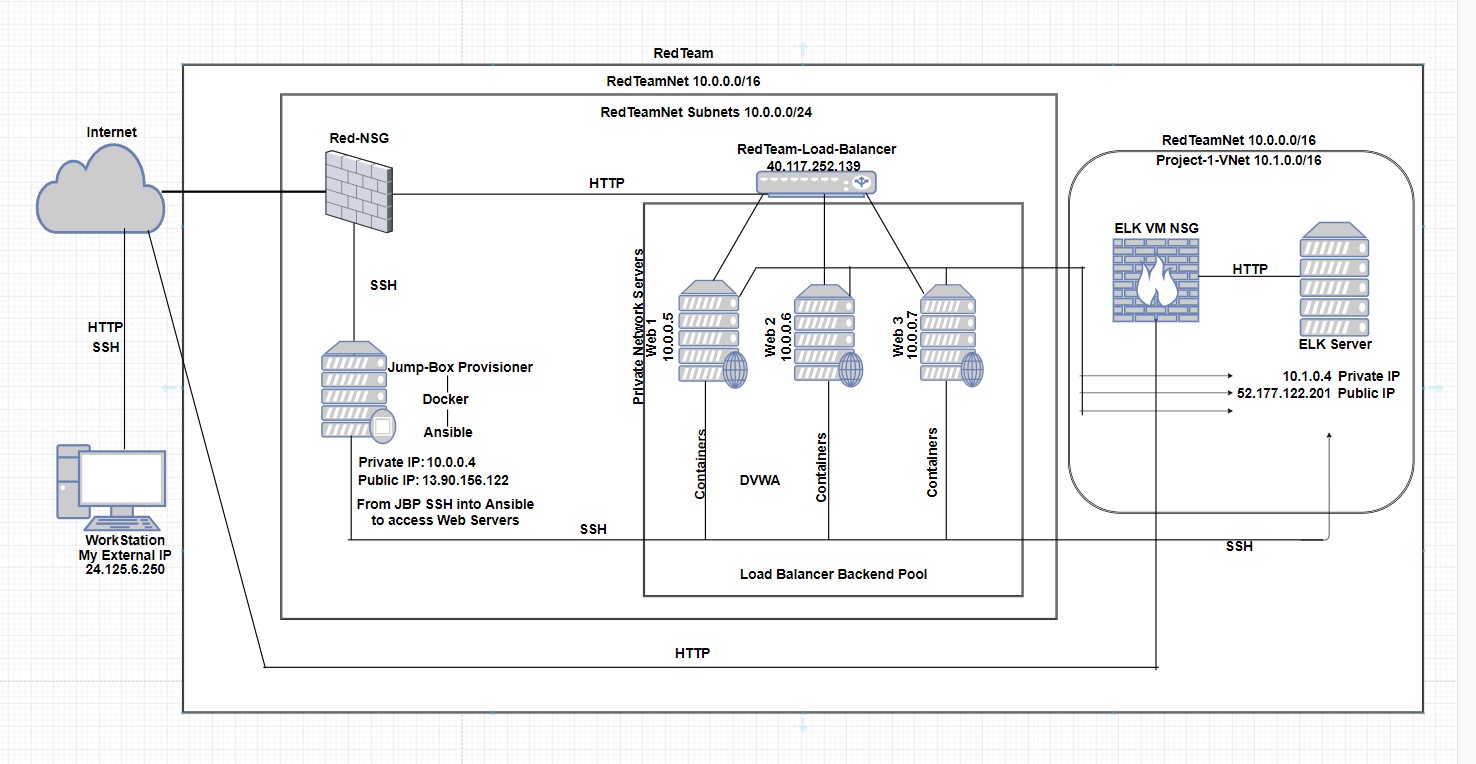 RedTeam
RedTeamNet 10.0.0.0/16
RedTeamNet Subnets 10.0.0.0/24
Internet
Red-NSG
HTTP
RedTeam-Load-Balancer
40.117.252.139
RedTeamNet 10.0.0.0/16
Project-1-VNet 10.1.0.0/16
ELK VM NSG
HTTP
ELK Server
10.1.0.4 Private IP
52.177.122.201 Public IP
SSH
HTTP
SSH
Private Network Servers
Web 1
10.0.0.5
Web 2
10.0.0.6
Web 3
10.0.0.7
Jump-Box Provisioner
Docker
Ansible
Private IP: 10.0.0.4
Public IP: 13.90.156.122
From JBP SSH into Ansible
to access Web Servers
Containers
DVWA
Containers
Containers
SSH
SSH
WorkStation
My External IP
24.125.6.250
Load Balancer Backend Pool
HTTP